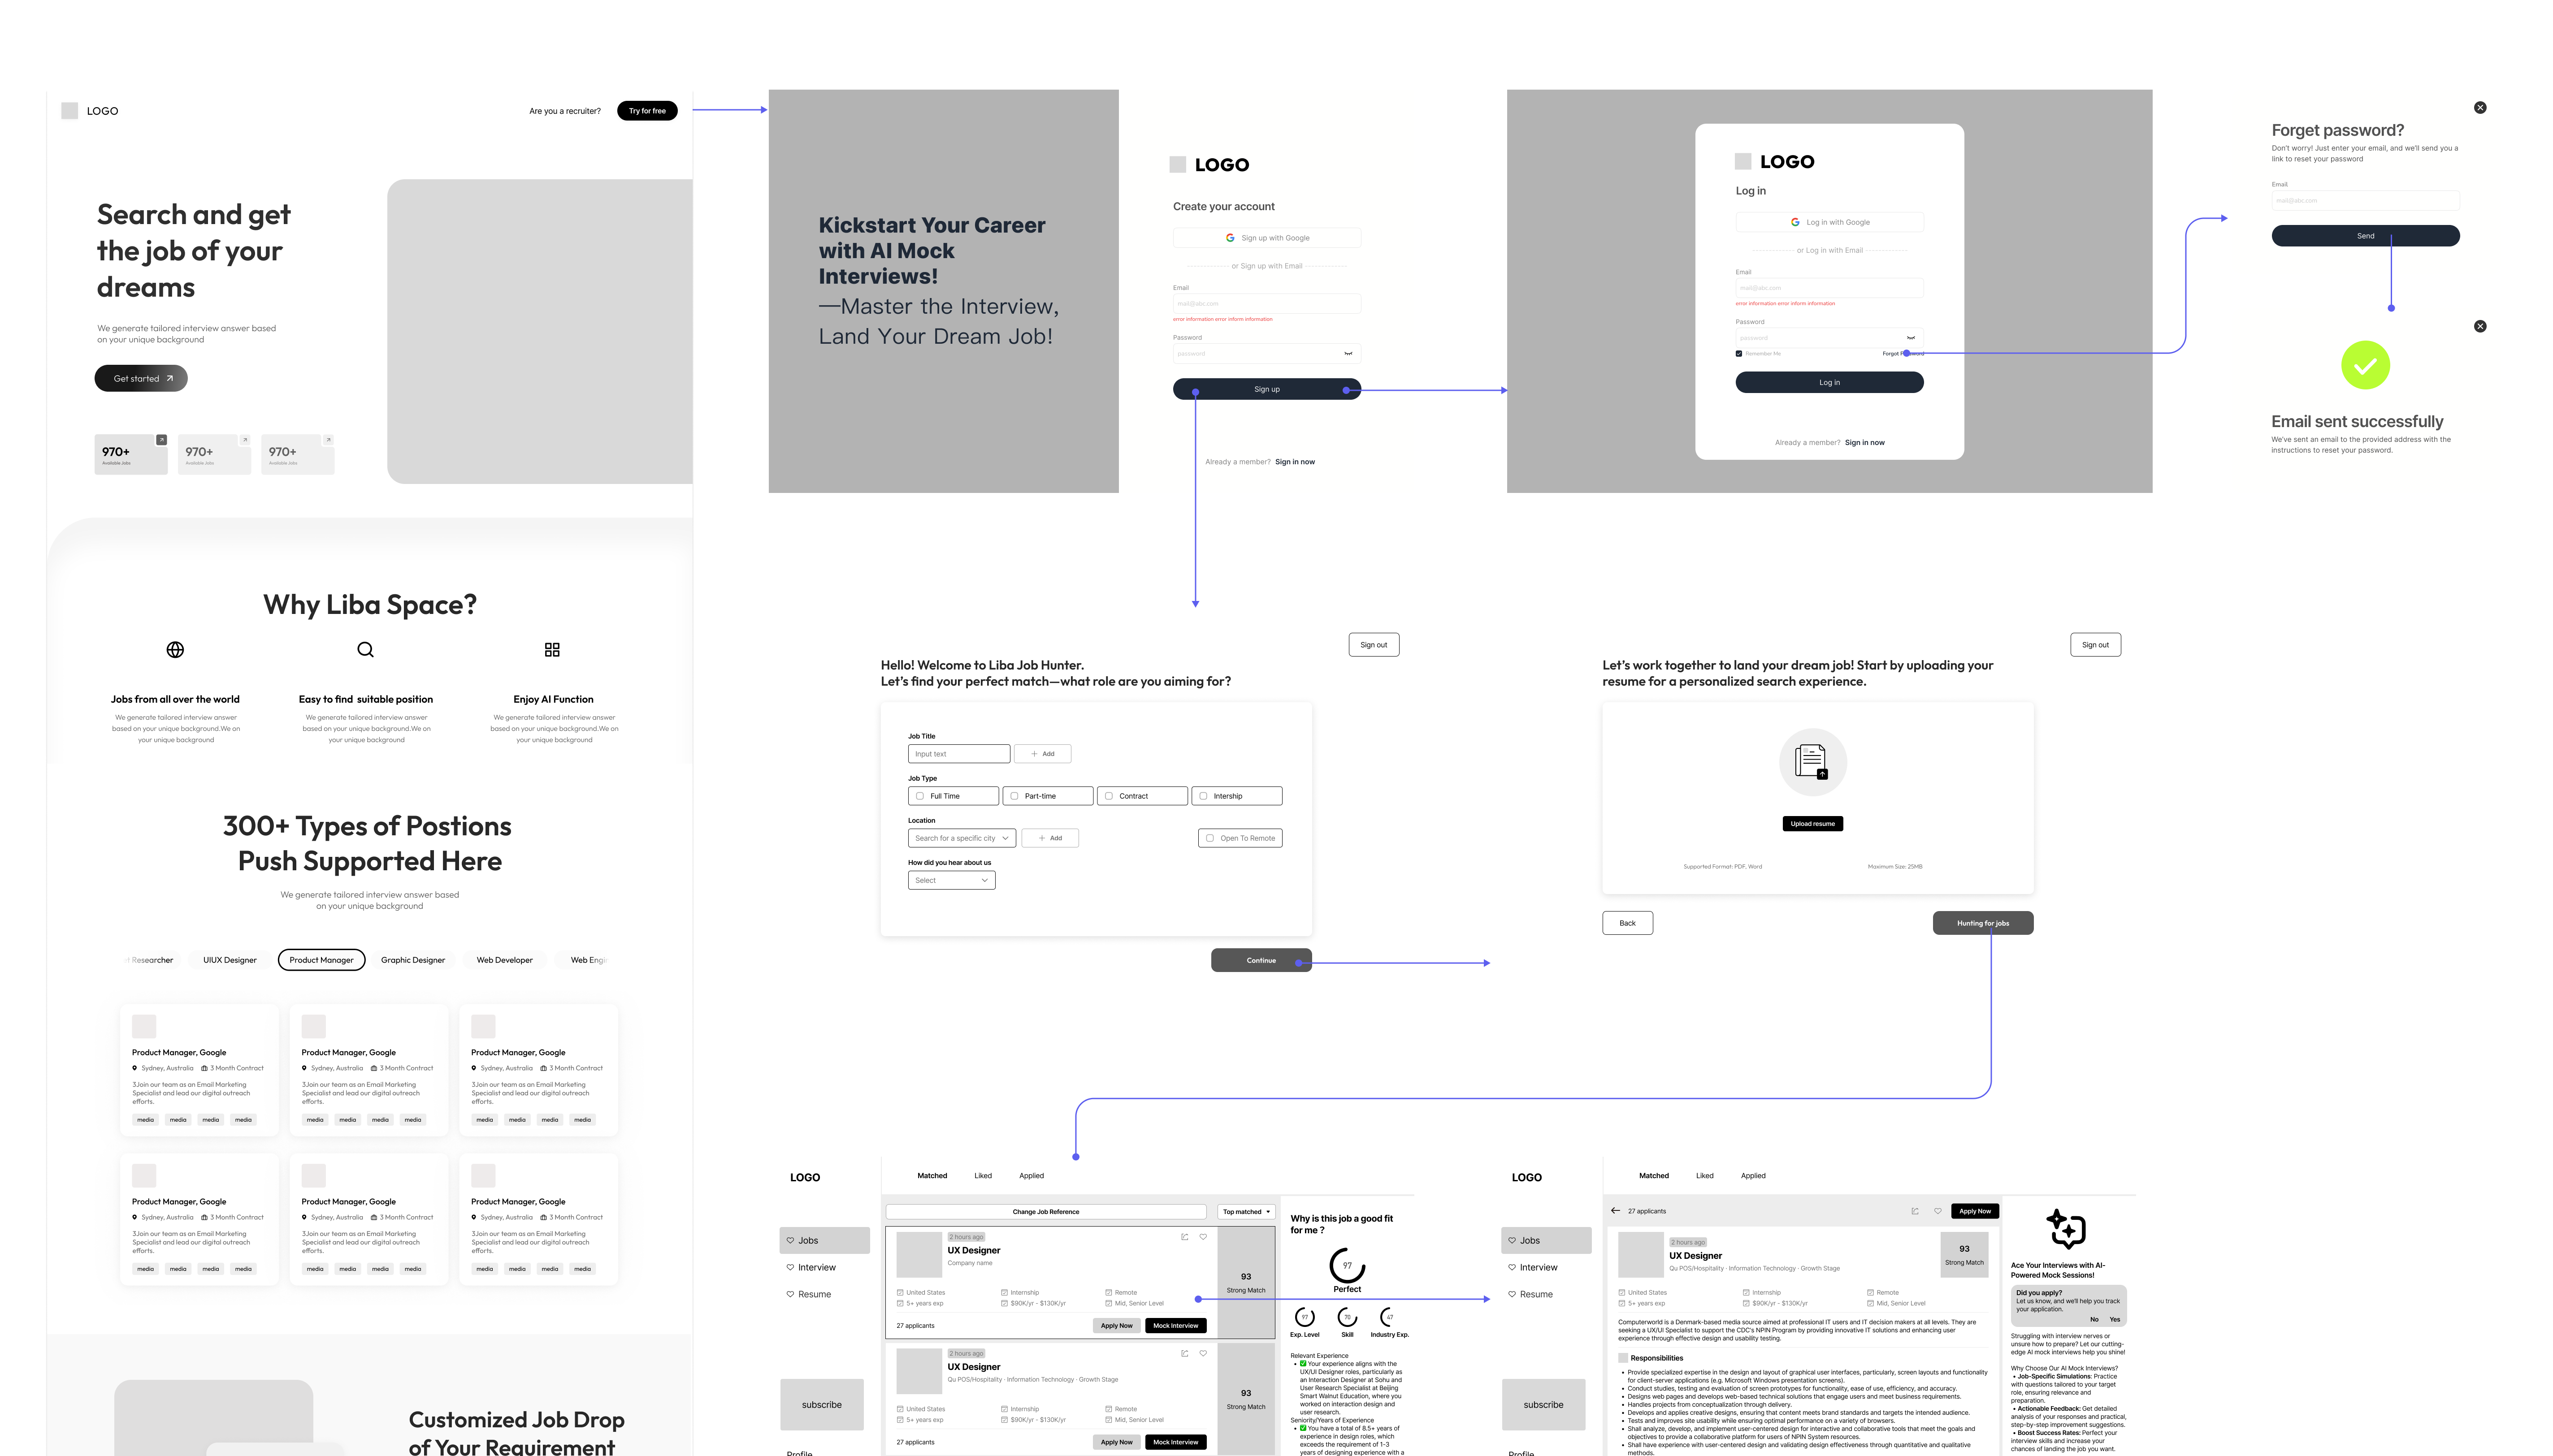 LOGO
Are you a recruiter?
Try for free
Search and get
the job of your
dreams
We generate tailored interview answer based
on your unique background
Get started
970+
Available Jobs
970+
Available Jobs
970+
Available Jobs
Why Liba Space?
Jobs from all over the world
We generate tailored interview answer
based on your unique background.We on
your unique background
Easy to find suitable position
We generate tailored interview answer
based on your unique background.We on
your unique background
Enjoy AI Function
We generate tailored interview answer
based on your unique background.We on
your unique background
300+ Types of Postions
Push Supported Here
We generate tailored interview answer based
on your unique background
Researcher
UIUX Designer
Product Manager
Graphic Designer
Web Developer
Web
Product Manager, Google
Sydney, Australia 3 Month Contract
3Join our team as an Email Marketing
Specialist and lead our digital outreach
efforts.
media media media media
Product Manager, Google
Sydney, Australia 3 Month Contract
3Join our team as an Email Marketing
Specialist and lead our digital outreach
efforts.
media media media media
Product Manager, Google
Sydney, Australia 3 Month Contract
3Join our team as an Email Marketing
Specialist and lead our digital outreach
efforts.
media media media media
Product Manager, Google
Sydney, Australia 3 Month Contract
3Join our team as an Email Marketing
Specialist and lead our digital outreach
efforts.
media media media media
Product Manager, Google
Sydney, Australia 3 Month Contract
3Join our team as an Email Marketing
Specialist and lead our digital outreach
efforts.
media media media media
Product Manager, Google
Sydney, Australia 3 Month Contract
3Join our team as an Email Marketing
Specialist and lead our digital outreach
efforts.
media media media media
Customized Job Drop
of Your Requirement
Kickstart Your Career
with AI Mock
Interviews!
—Master the Interview,
Land Your Dream Job!
LOGO
Create your account
Sign up with Google
or Sign up with Email
Email
mail@abc.com
error information error inform information
Password
password
Sign up
Already a member? Sign in now
LOGO
Log in
Log in with Google
or Log in with Email
Email
mail@abc.com
error information error inform information
Password
password
Remember Me
Forgot
Log in
Already a member? Sign in now
Forget password?
Don't worry! Just enter your email, and we'll send you a
link to reset your password
Email
mail@abc.com
Send
Email sent successfully
We've sent an email to the provided address with the
instructions to reset your password.
Sign out
Hello! Welcome to Liba Job Hunter.
Let's find your perfect match—what role are you aiming for?
Job Title
Input text
Add
Job Type
Full Time
Part-time
Contract
Intership
Location
Search for a specific city
Add
Open To Remote
How did you hear about us
Select
Continue
Sign out
Let's work together to land your dream job! Start by uploading your
resume for a personalized search experience.
Upload resume
Supported Format: PDF, Word
Maximum Size: 25MB
Back
Hunting for jobs
LOGO
Matched
Liked
Applied
Jobs
Interview
Resume
subscribe
Profile
Change Job Reference
Top matched
2 hours ago
UX Designer
Company name
United States
Internship
Remote
5+ years exp
$90K/yr - $130K/yr
Mid, Senior Level
27 applicants
Apply Now
Mock Interview
93
Strong Match
2 hours ago
UX Designer
Qu POS/Hospitality · Information Technology · Growth Stage
United States
Internship
Remote
5+ years exp
$90K/yr - $130K/yr
Mid, Senior Level
27 applicants
Apply Now
Mock Interview
93
Strong Match
Why is this job a good fit
for me ?
97
Perfect
97
Exp. Level
70
Skill
47
Industry Exp.
Relevant Experience
• ✅ Your experience aligns with the
UX/UI Designer roles, particularly as
an Interaction Designer at Sohu and
User Research Specialist at Beijing
Smart Walnut Education, where you
worked on interaction design and
user research.
Seniority/Years of Experience
• ✅ You have a total of 8.5+ years of
experience in design roles, which
exceeds the requirement of 1-3
years of designing experience with a
LOGO
Matched
Liked
Applied
Jobs
Interview
Resume
subscribe
27 applicants
Apply Now
2 hours ago
UX Designer
Qu POS/Hospitality · Information Technology · Growth Stage
93
Strong Match
United States
Internship
Remote
5+ years exp
$90K/yr - $130K/yr
Mid, Senior Level
Computerworld is a Denmark-based media source aimed at professional IT users and IT decision makers at all levels. They are
seeking a UX/UI Specialist to support the CDC's NPIN Program by providing innovative IT solutions and enhancing user
experience through effective design and usability testing.
Responsibilities
• Provide specialized expertise in the design and layout of graphical user interfaces, particularly, screen layouts and functionality
for client-server applications (e.g. Microsoft Windows presentation screens).
• Conduct studies, testing and evaluation of screen prototypes for functionality, ease of use, efficiency, and accuracy.
• Designs web pages and develops web-based technical solutions that engage users and meet business requirements.
• Handles projects from conceptualization through delivery.
• Develops and applies creative designs, ensuring that content meets brand standards and targets the intended audience.
• Tests and improves site usability while ensuring optimal performance on a variety of browsers.
• Shall analyze, develop, and implement user-centered design for interactive and collaborative tools that meet the goals and
objectives to provide a collaborative platform for users of NPIN System resources.
• Shall have experience with user-centered design and validating design effectiveness through quantitative and qualitative
methods.
Ace Your Interviews with AI-
Powered Mock Sessions!
Did you apply?
Let us know, and we'll help you track
your application.
No Yes
Struggling with interview nerves or
unsure how to prepare? Let our cutting-
edge AI mock interviews help you shine!
Why Choose Our AI Mock Interviews?
• Job-Specific Simulations: Practice
with questions tailored to your target
role, ensuring relevance and
preparation.
• Actionable Feedback: Get detailed
analysis of your responses and practical,
step-by-step improvement suggestions.
• Boost Success Rates: Perfect your
interview skills and increase your
chances of landing the job you want.